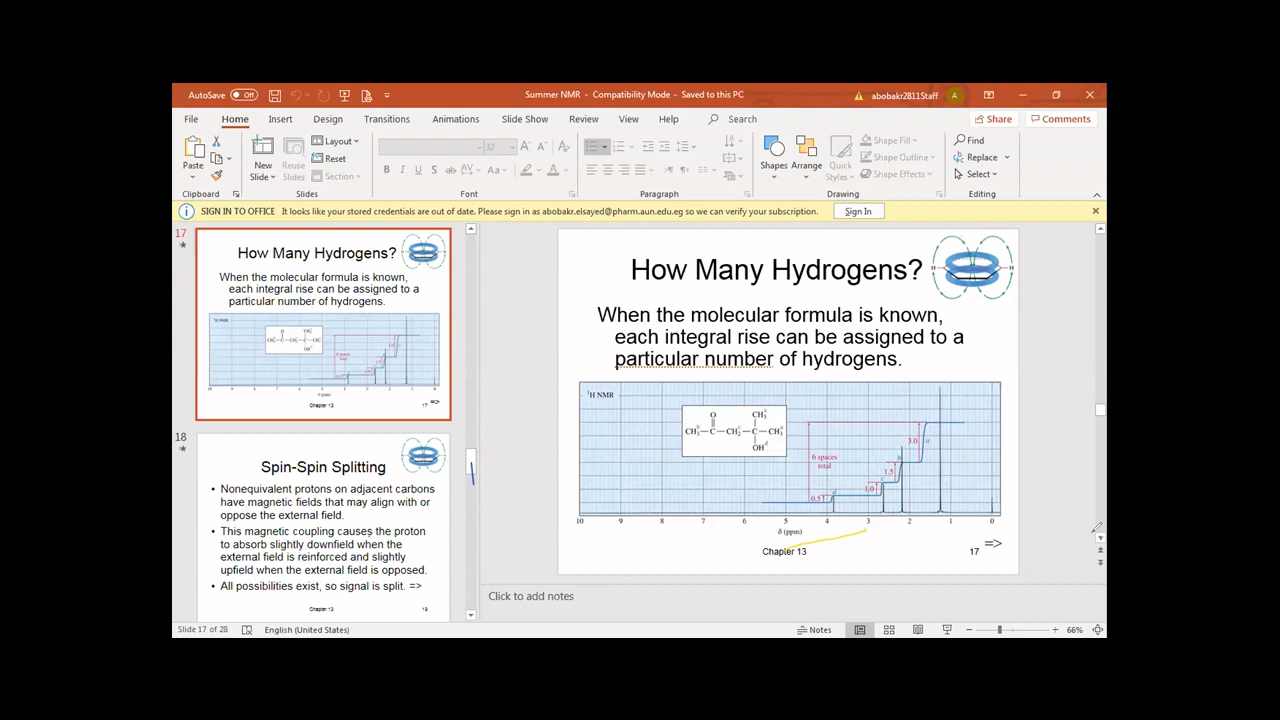 AutoSave Off
Summer NMR - Compatibility Mode - Saved to this PC
abobakr2811Staff A
File Home Insert Design Transitions Animations Slide Show Review View Help Search
Share Comments
Paste
New
Slide
Reuse
Slides
Layout
Reset
Section
32
Shapes Arrange Quick
Styles
Shape Fill
Shape Outline
Shape Effects
Find
Replace
Select
Clipboard Slides Font Paragraph Drawing Editing
SIGN IN TO OFFICE It looks like your stored credentials are out of date. Please sign in as abobakr.elsayed@pharm.aun.edu.eg so we can verify your subscription. Sign In
17
How Many Hydrogens?
When the molecular formula is known,
each integral rise can be assigned to a
particular number of hydrogens.
Chapter 13
17
=>
18
Spin-Spin Splitting
• Nonequivalent protons on adjacent carbons
have magnetic fields that may align with or
oppose the external field.
• This magnetic coupling causes the proton
to absorb slightly downfield when the
external field is reinforced and slightly
upfield when the external field is opposed.
• All possibilities exist, so signal is split. =>
Chapter 13
18
How Many Hydrogens?
H H
When the molecular formula is known,
each integral rise can be assigned to a
particular number of hydrogens.
¹H NMR
O CH₃ᵃ
CH₃ᵇ—C—CH₂ᶜ—C—CH₃ᵃ
OHᵈ
6 spaces
total
3.0 a
b
1.5
c
1.0
d
0.5
10 9 8 7 6 5 4 3 2 1 0
δ (ppm)
Chapter 13
17
=>
Click to add notes
Slide 17 of 28 English (United States) Notes 66%